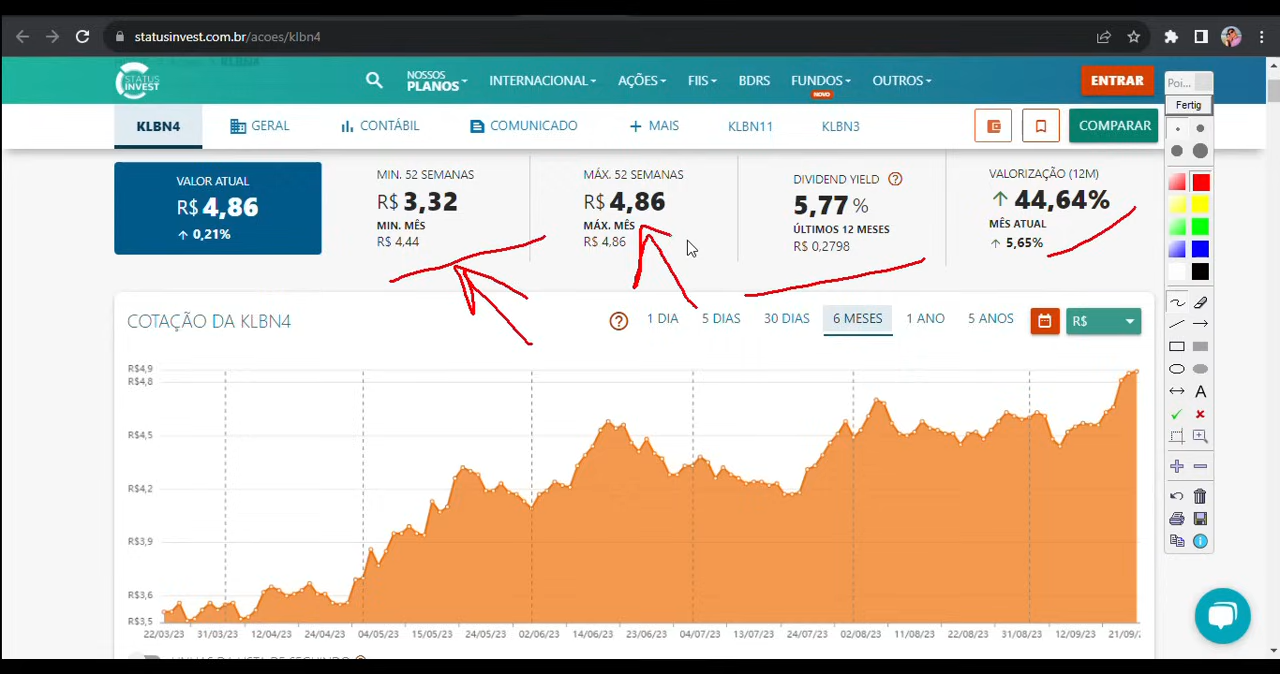 statusinvest.com.br/acoes/klbn4
STATUS INVEST
NOSSOS PLANOS
INTERNACIONAL
AÇÕES
FIIS
BDRS
FUNDOS
NOVO
OUTROS
ENTRAR
Poi...
Fertig
KLBN4
GERAL
CONTÁBIL
COMUNICADO
+ MAIS
KLBN11
KLBN3
COMPARAR
VALOR ATUAL
R$ 4,86
↑ 0,21%
MIN. 52 SEMANAS
R$ 3,32
MIN. MÊS
R$ 4,44
MÁX. 52 SEMANAS
R$ 4,86
MÁX. MÊS
R$ 4,86
DIVIDEND YIELD ?
5,77 %
ÚLTIMOS 12 MESES
R$ 0,2798
VALORIZAÇÃO (12M)
↑ 44,64%
MÊS ATUAL
↑ 5,65%
COTAÇÃO DA KLBN4
?
1 DIA
5 DIAS
30 DIAS
6 MESES
1 ANO
5 ANOS
R$
R$4,9
R$4,8
R$4,5
R$4,2
R$3,9
R$3,6
R$3,5
22/03/23 31/03/23 12/04/23 24/04/23 04/05/23 15/05/23 24/05/23 02/06/23 14/06/23 23/06/23 04/07/23 13/07/23 24/07/23 02/08/23 11/08/23 22/08/23 31/08/23 12/09/23 21/09/
A